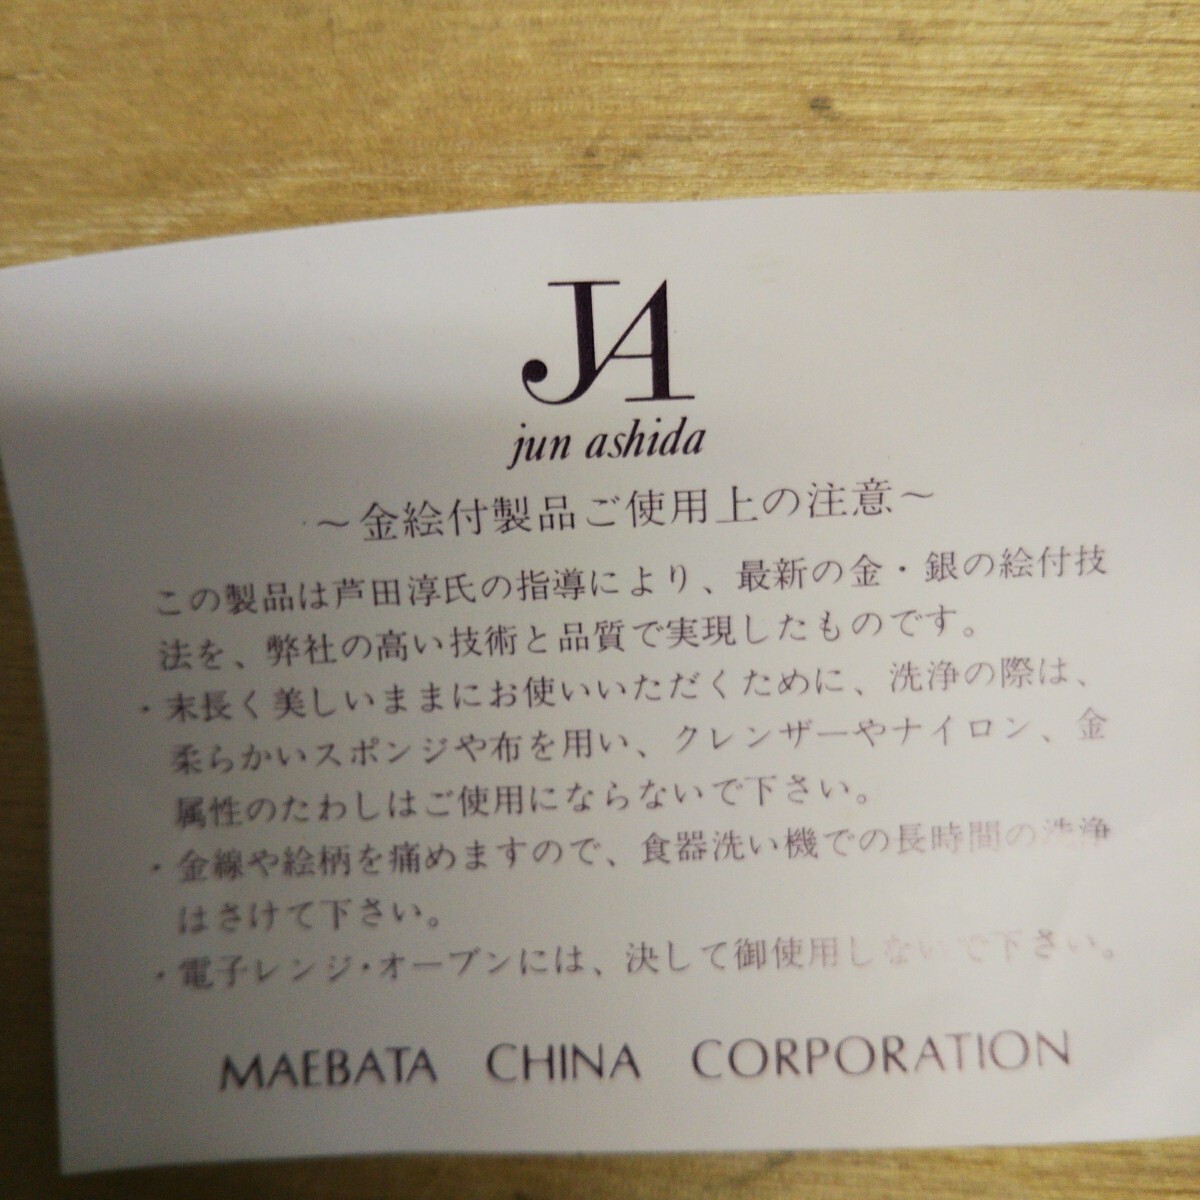 JA
jun ashida
～金絵付製品ご使用上の注意～
この製品は芦田淳氏の指導により、最新の金・銀の絵付技
法を、弊社の高い技術と品質で実現したものです。
・末長く美しいままにお使いいただくために、洗浄の際は、
柔らかいスポンジや布を用い、クレンザーやナイロン、金
属性のたわしはご使用にならないで下さい。
・金線や絵柄を痛めますので、食器洗い機での長時間の洗浄
はさけて下さい。
・電子レンジ・オーブンには、決して御使用しないで下さい。
MAEBATA CHINA CORPORATION